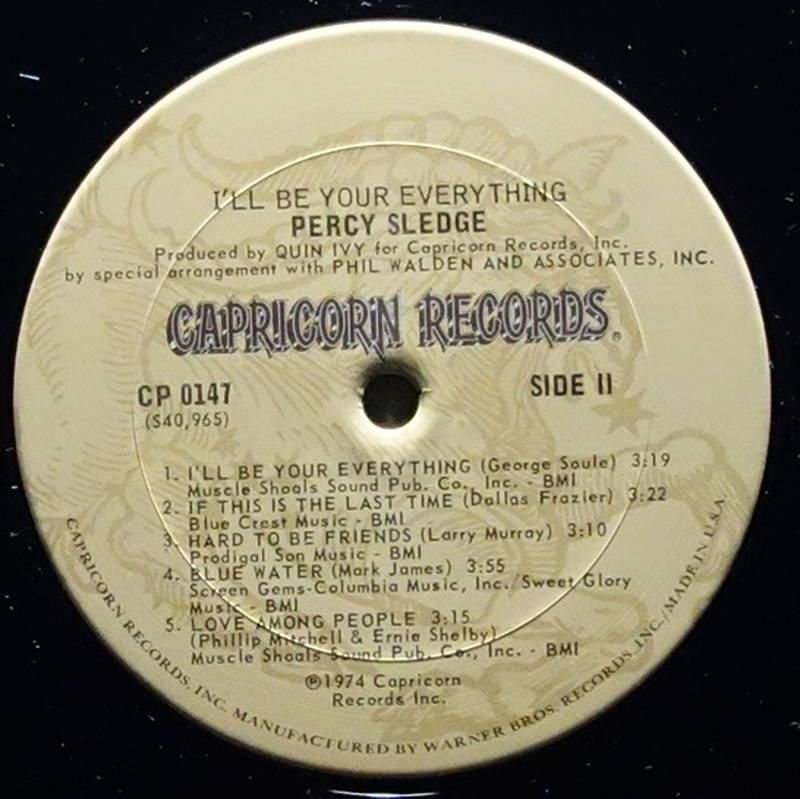 I'LL BE YOUR EVERYTHING
PERCY SLEDGE
Produced by QUIN IVY for Capricorn Records, Inc.
by special arrangement with PHIL WALDEN AND ASSOCIATES, INC.
CAPRICORN RECORDS®
CP 0147
(S40,965)
SIDE II
1. I'LL BE YOUR EVERYTHING (George Soule) 3:19
Muscle Shoals Sound Pub. Co., Inc. - BMI
2. IF THIS IS THE LAST TIME (Dallas Frazier) 3:22
Blue Crest Music - BMI
3. HARD TO BE FRIENDS (Larry Murray) 3:10
Prodigal Son Music - BMI
4. BLUE WATER (Mark James) 3:55
Screen Gems-Columbia Music, Inc./Sweet Glory
Music - BMI
5. LOVE AMONG PEOPLE 3:15
(Phillip Mitchell & Ernie Shelby)
Muscle Shoals Sound Pub. Co., Inc. - BMI
℗1974 Capricorn
Records Inc.
CAPRICORN RECORDS, INC. MANUFACTURED BY WARNER BROS. RECORDS INC./MADE IN U.S.A.